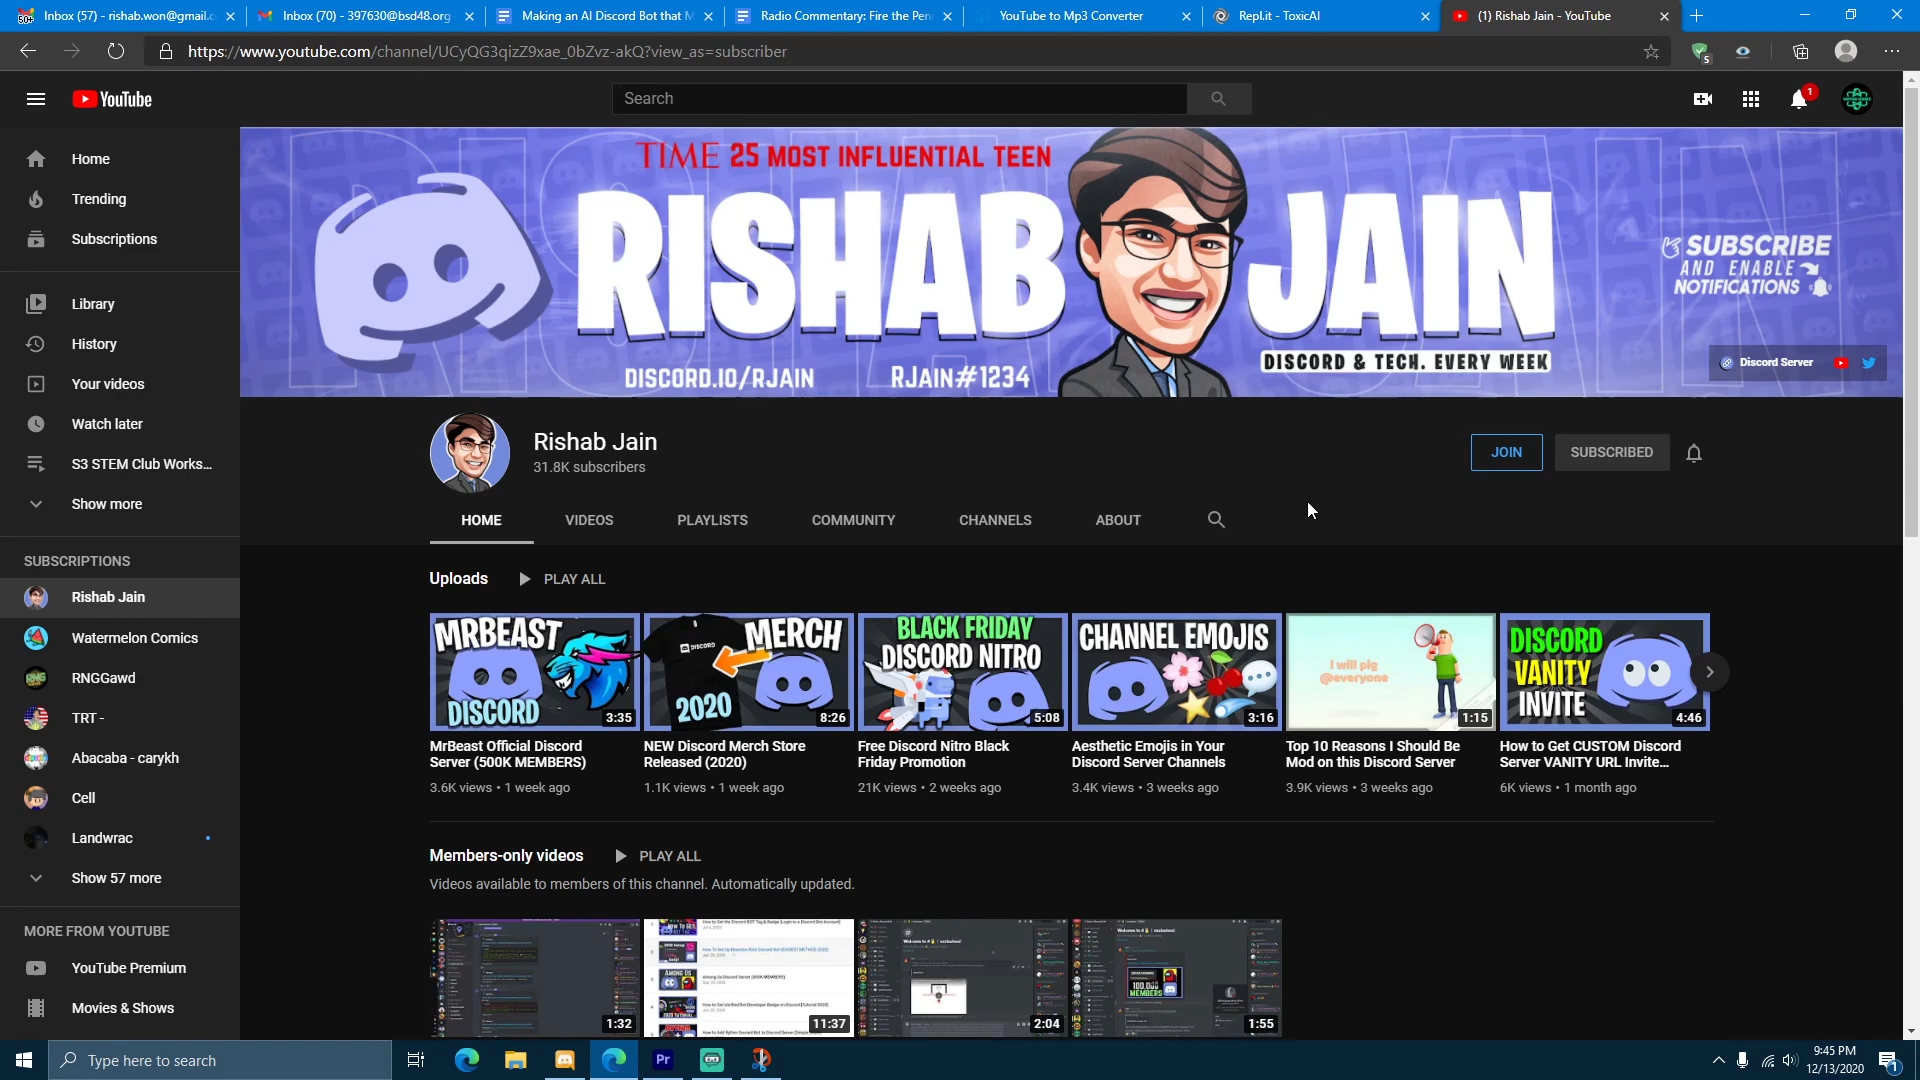 Inbox (57) - rishab.won@gmail.c
Inbox (70) - 397630@bsd48.org
Making an AI Discord Bot that M
Radio Commentary: Fire the Pen
YouTube to Mp3 Converter
Repl.it - ToxicAI
(1) Rishab Jain - YouTube
https://www.youtube.com/channel/UCyQG3qizZ9xae_0bZvz-akQ?view_as=subscriber
5
YouTube
Search
1
Home
Trending
Subscriptions
Library
History
Your videos
Watch later
S3 STEM Club Works...
Show more
SUBSCRIPTIONS
Rishab Jain
Watermelon Comics
RNGGawd
TRT -
Abacaba - carykh
Cell
Landwrac
Show 57 more
MORE FROM YOUTUBE
YouTube Premium
Movies & Shows
TIME 25 MOST INFLUENTIAL TEEN
RISHAB JAIN
DISCORD & TECH. EVERY WEEK
DISCORD.IO/RJAIN
RJAIN#1234
SUBSCRIBE
AND ENABLE
NOTIFICATIONS
Discord Server
Rishab Jain
31.8K subscribers
JOIN
SUBSCRIBED
HOME
VIDEOS
PLAYLISTS
COMMUNITY
CHANNELS
ABOUT
Uploads
PLAY ALL
MRBEAST
DISCORD
3:35
MrBeast Official Discord
Server (500K MEMBERS)
3.6K views • 1 week ago
DISCORD
MERCH
2020
8:26
NEW Discord Merch Store
Released (2020)
1.1K views • 1 week ago
BLACK FRIDAY
DISCORD NITRO
5:08
Free Discord Nitro Black
Friday Promotion
21K views • 2 weeks ago
CHANNEL EMOJIS
3:16
Aesthetic Emojis in Your
Discord Server Channels
3.4K views • 3 weeks ago
I will pig
@everyone
1:15
Top 10 Reasons I Should Be
Mod on this Discord Server
3.9K views • 3 weeks ago
DISCORD
VANITY
INVITE
4:46
How to Get CUSTOM Discord
Server VANITY URL Invite...
6K views • 1 month ago
Members-only videos
PLAY ALL
Videos available to members of this channel. Automatically updated.
1:32
AMONG US
11:37
2:04
100,000
MEMBERS
1:55
Type here to search
Pr
9:45 PM
12/13/2020
1